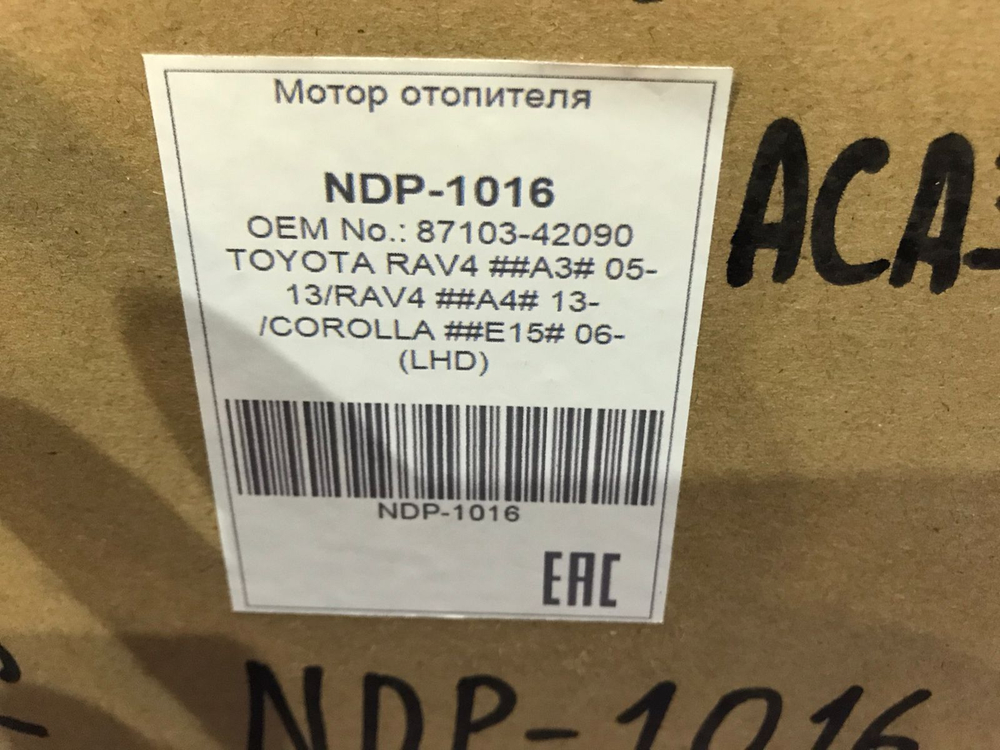 Мотор отопителя
NDP-1016
OEM No.: 87103-42090
TOYOTA RAV4 ##A3# 05-
13/RAV4 ##A4# 13-
/COROLLA ##E15# 06-
(LHD)
NDP-1016
EAC
ACA
NDP-1016